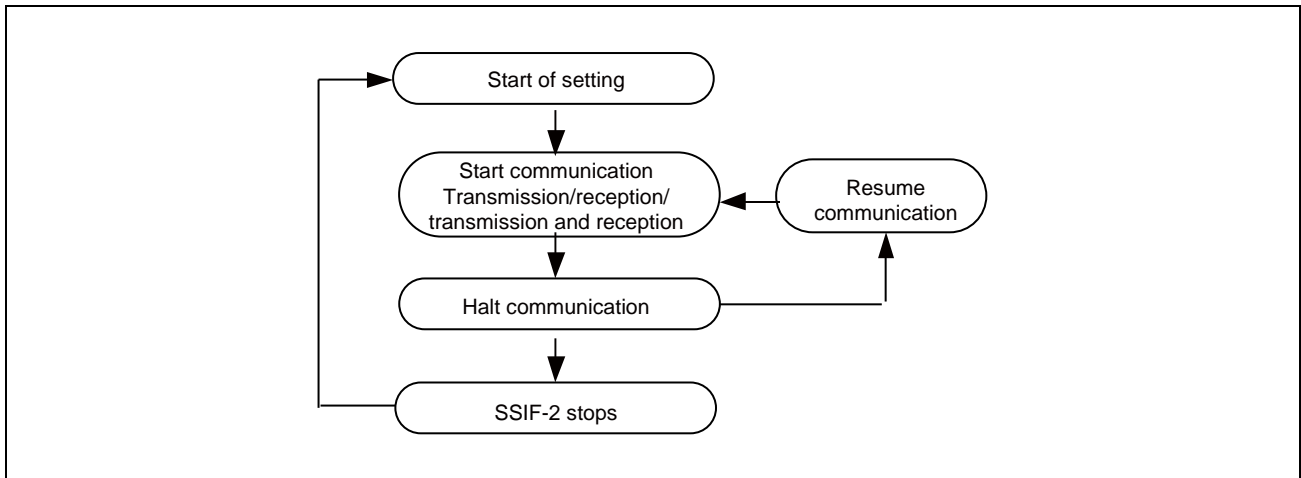 Start of setting
Start communication
Transmission/reception/
transmission and reception
Resume
communication
Halt communication
SSIF-2 stops